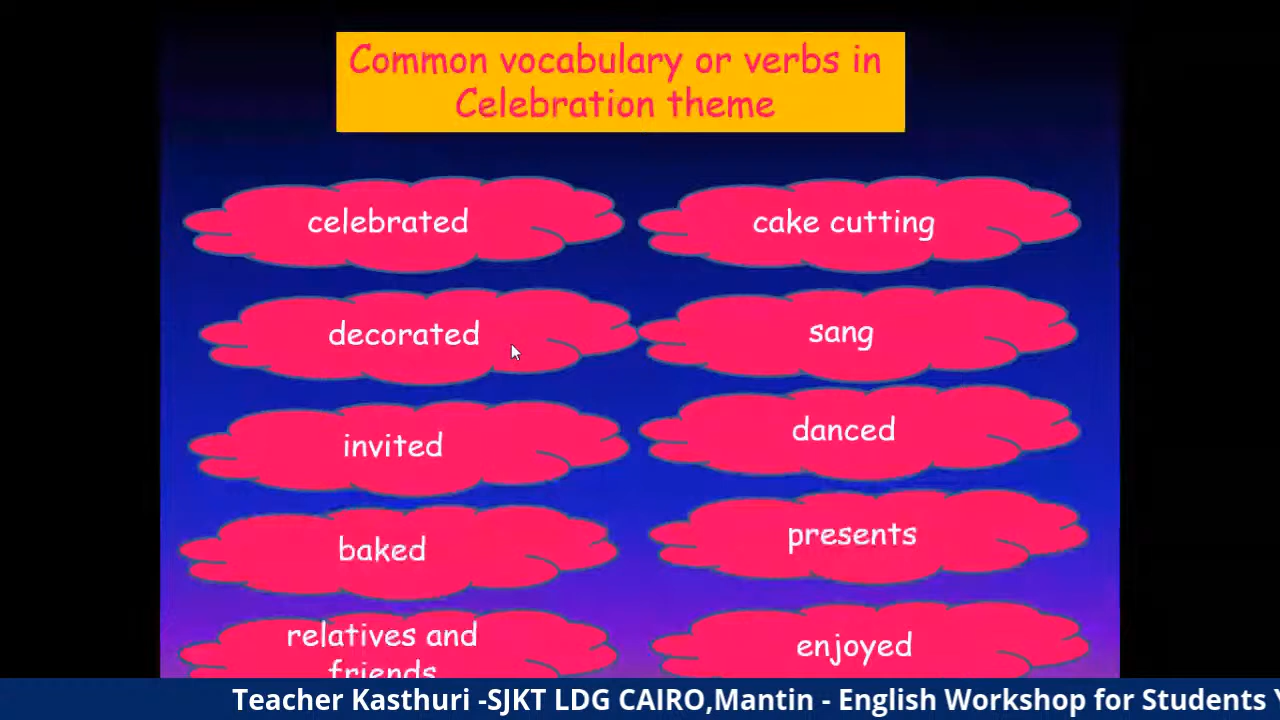 Common vocabulary or verbs in
Celebration theme
celebrated
cake cutting
decorated
sang
invited
danced
baked
presents
relatives and
friends
enjoyed
Teacher Kasthuri -SJKT LDG CAIRO,Mantin - English Workshop for Students